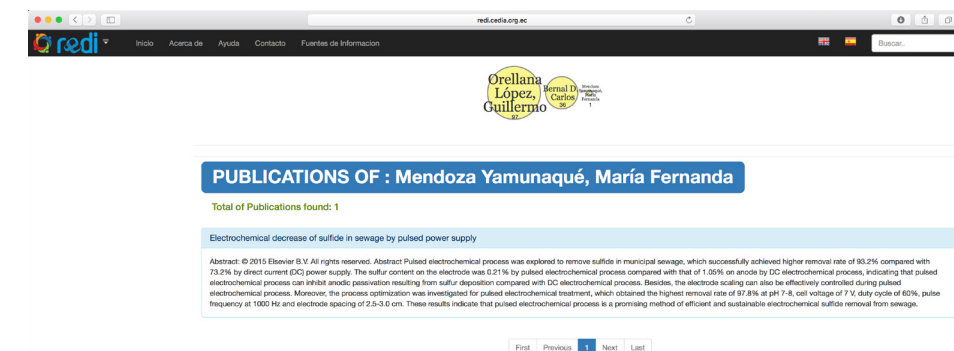 redi.cedia.org.ec
redi Inicio Acerca de Ayuda Contacto Fuentes de Informacion Buscar..
Orellana López, Guillermo
97
Bernal D, Carlos
36
Fernanda
1
PUBLICATIONS OF : Mendoza Yamunaqué, María Fernanda
Total of Publications found: 1
Electrochemical decrease of sulfide in sewage by pulsed power supply
Abstract: © 2015 Elsevier B.V. All rights reserved. Abstract Pulsed electrochemical process was explored to remove sulfide in municipal sewage, which successfully achieved higher removal rate of 93.2% compared with
73.2% by direct current (DC) power supply. The sulfur content on the electrode was 0.21% by pulsed electrochemical process compared with that of 1.05% on anode by DC electrochemical process, indicating that pulsed
electrochemical process can inhibit anodic passivation resulting from sulfur deposition compared with DC electrochemical process. Besides, the electrode scaling can also be effectively controlled during pulsed
electrochemical process. Moreover, the process optimization was investigated for pulsed electrochemical treatment, which obtained the highest removal rate of 97.8% at pH 7-8, cell voltage of 7 V, duty cycle of 60%, pulse
frequency at 1000 Hz and electrode spacing of 2.5-3.0 cm. These results indicate that pulsed electrochemical process is a promising method of efficient and sustainable electrochemical sulfide removal from sewage.
First Previous 1 Next Last